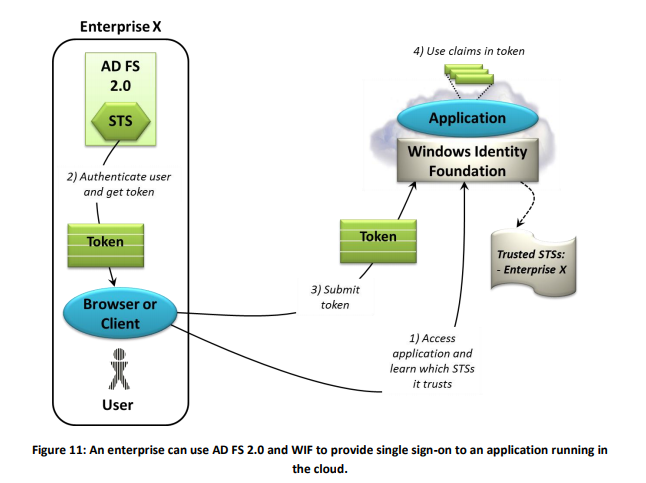 Enterprise X
AD FS
2.0
STS
2) Authenticate user
and get token
Token
Browser or
Client
User
4) Use claims in token
Application
Windows Identity
Foundation
Trusted STSs:
- Enterprise X
Token
3) Submit
token
1) Access
application and
learn which STSs
it trusts
Figure 11: An enterprise can use AD FS 2.0 and WIF to provide single sign-on to an application running in
the cloud.